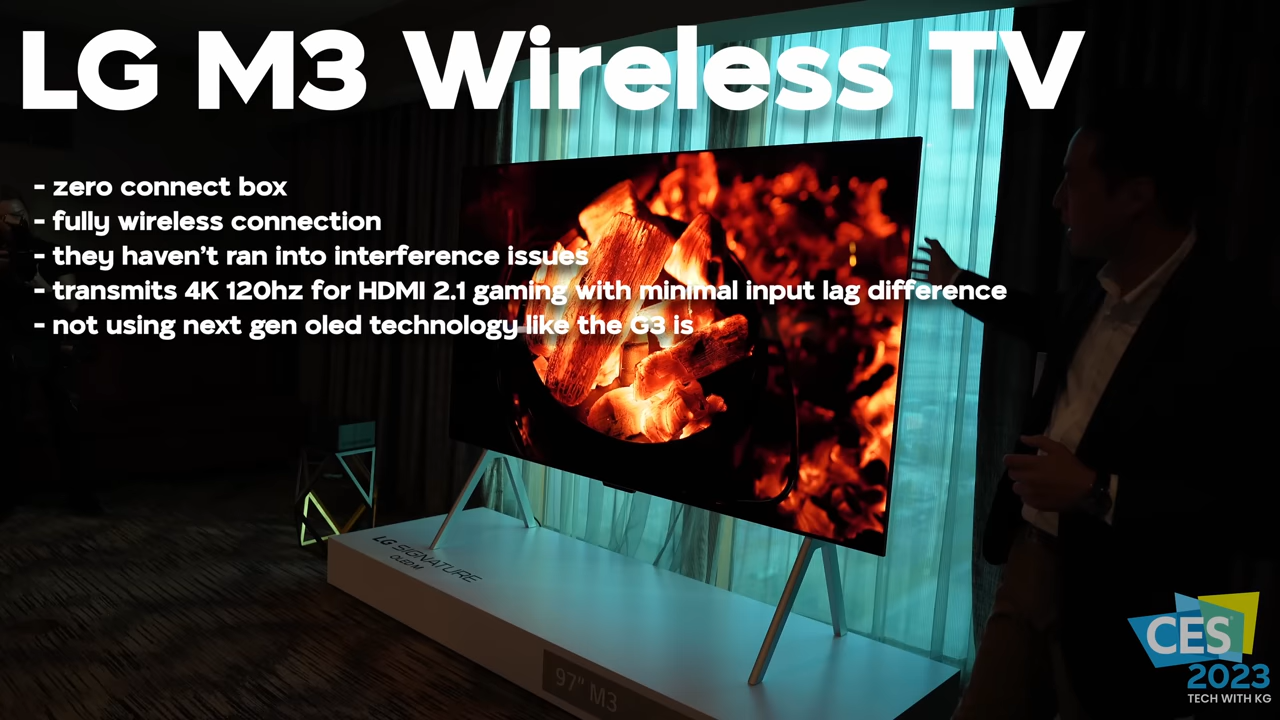 LG M3 Wireless TV
- zero connect box
- fully wireless connection
- they haven't ran into interference issues
- transmits 4K 120hz for HDMI 2.1 gaming with minimal input lag difference
- not using next gen oled technology like the G3 is
LG SIGNATURE
OLED M
97" M3
CES
2023
TECH WITH KG